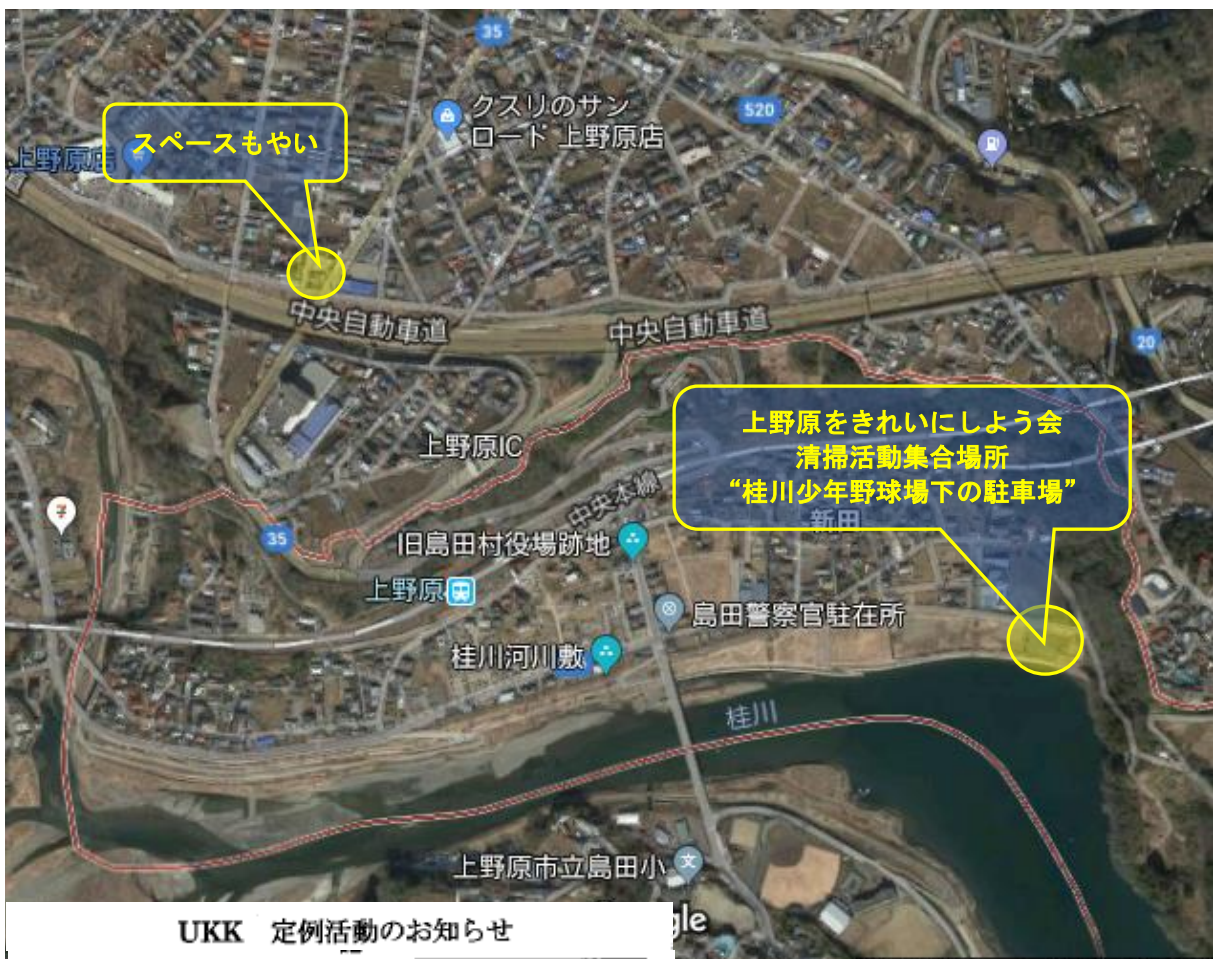 35
クスリのサン
ロード 上野原店
520
スペースもやい
上野原店
中央自動車道
中央自動車道
20
上野原をきれいにしよう会
清掃活動集合場所
“桂川少年野球場下の駐車場”
上野原IC
中央本線
新田
35
旧島田村役場跡地
上野原
島田警察官駐在所
桂川河川敷
桂川
上野原市立島田小
文
gle
UKK 定例活動のお知らせ